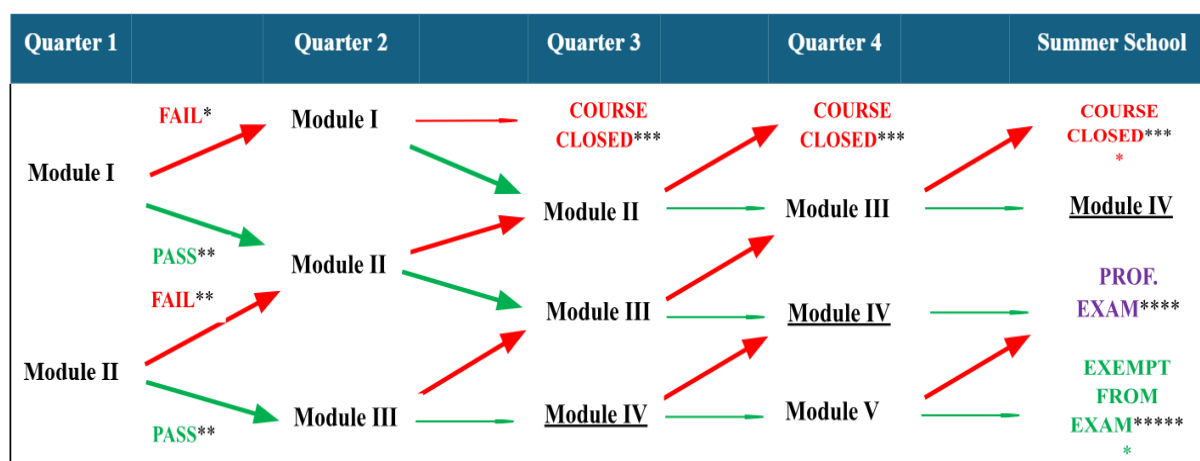 Quarter 1 Quarter 2 Quarter 3 Quarter 4 Summer School
FAIL*
Module I
COURSE
CLOSED***
COURSE
CLOSED***
COURSE
CLOSED***
*
Module I
Module II
Module III
Module IV
PASS**
Module II
FAIL**
Module III
Module IV
PROF.
EXAM****
Module II
Module III
Module IV
Module V
EXEMPT
FROM
EXAM*****
*
PASS**